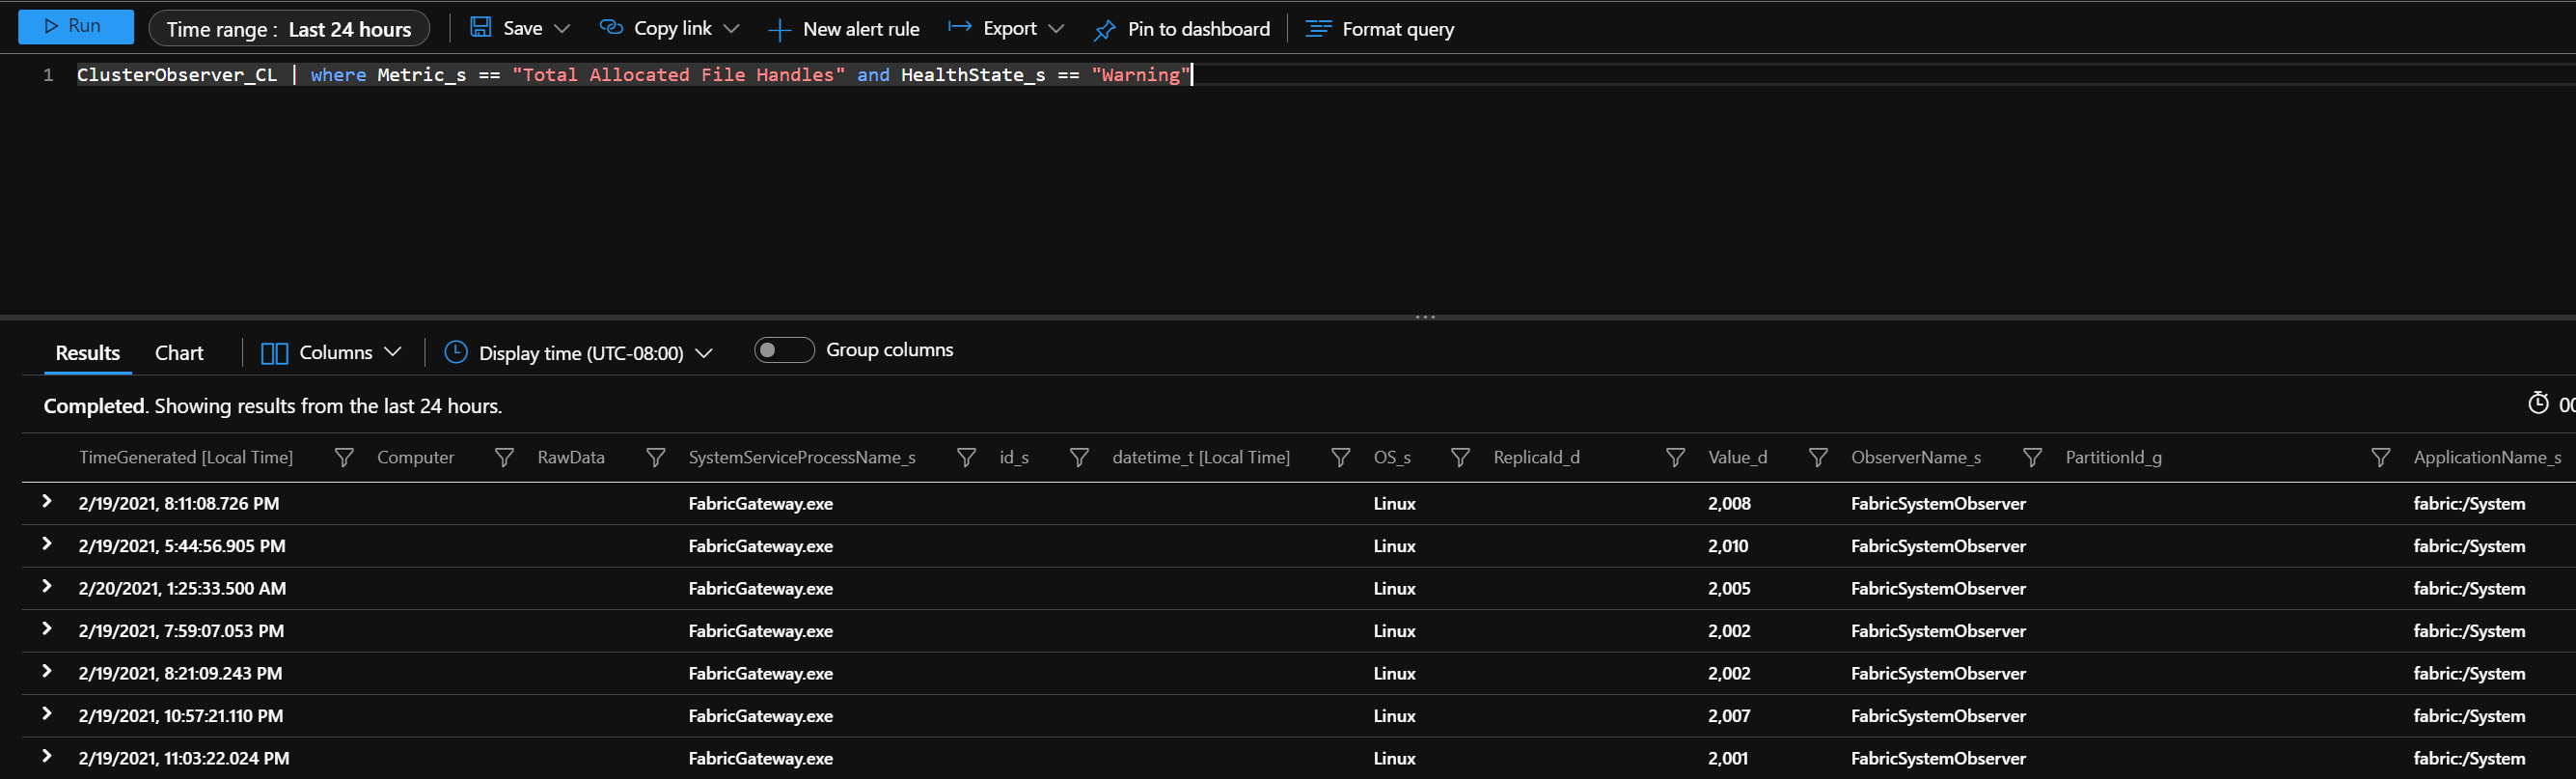 Run Time range : Last 24 hours Save Copy link New alert rule Export Pin to dashboard Format query
1 ClusterObserver_CL | where Metric_s == "Total Allocated File Handles" and HealthState_s == "Warning"
Results Chart Columns Display time (UTC-08:00) Group columns
Completed. Showing results from the last 24 hours.
TimeGenerated [Local Time] Computer RawData SystemServiceProcessName_s id_s datetime_t [Local Time] OS_s ReplicaId_d Value_d ObserverName_s PartitionId_g ApplicationName_s
2/19/2021, 8:11:08.726 PM FabricGateway.exe Linux 2,008 FabricSystemObserver fabric:/System
2/19/2021, 5:44:56.905 PM FabricGateway.exe Linux 2,010 FabricSystemObserver fabric:/System
2/20/2021, 1:25:33.500 AM FabricGateway.exe Linux 2,005 FabricSystemObserver fabric:/System
2/19/2021, 7:59:07.053 PM FabricGateway.exe Linux 2,002 FabricSystemObserver fabric:/System
2/19/2021, 8:21:09.243 PM FabricGateway.exe Linux 2,002 FabricSystemObserver fabric:/System
2/19/2021, 10:57:21.110 PM FabricGateway.exe Linux 2,007 FabricSystemObserver fabric:/System
2/19/2021, 11:03:22.024 PM FabricGateway.exe Linux 2,001 FabricSystemObserver fabric:/System